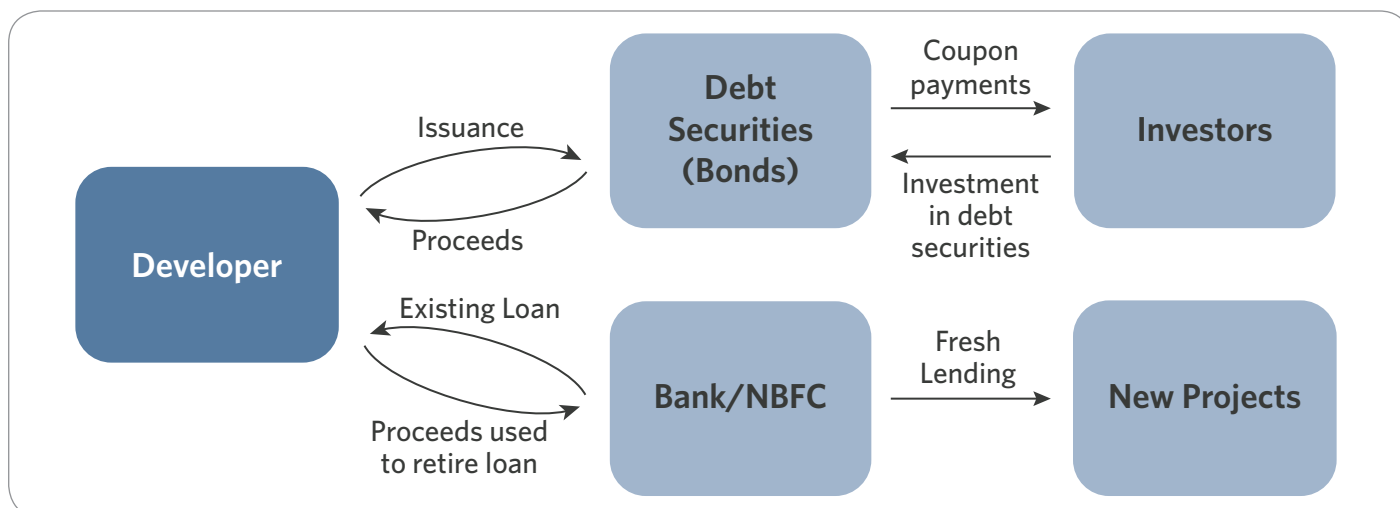 Debt
Securities
(Bonds)
Coupon
payments
Investors
Issuance
Investment
in debt
securities
Proceeds
Developer
Existing Loan
Bank/NBFC
Fresh
Lending
New Projects
Proceeds used
to retire loan